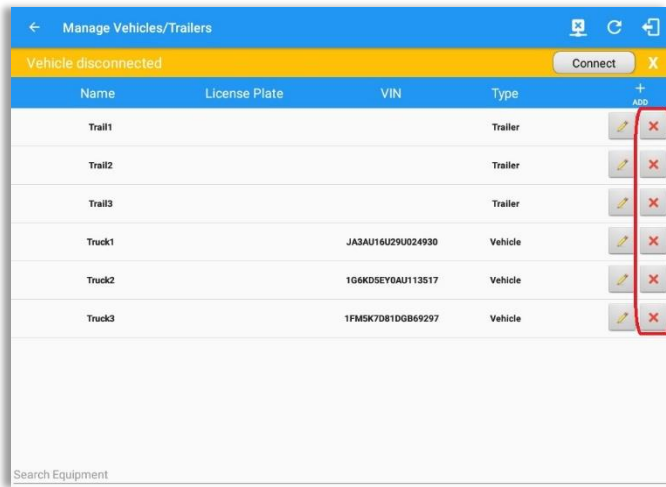 Manage Vehicles/Trailers
Vehicle disconnected Connect X
Name License Plate VIN Type + ADD
Trail1 Trailer
Trail2 Trailer
Trail3 Trailer
Truck1 JA3AU16U29U024930 Vehicle
Truck2 1G6KD5EY0AU113517 Vehicle
Truck3 1FM5K7D81DGB69297 Vehicle
Search Equipment